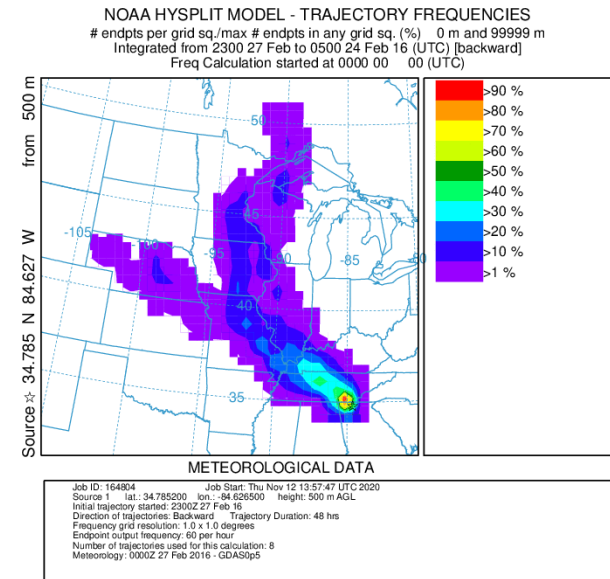 NOAA HYSPLIT MODEL - TRAJECTORY FREQUENCIES
# endpts per grid sq./max # endpts in any grid sq. (%)    0 m and 99999 m
Integrated from 2300 27 Feb to 0500 24 Feb 16 (UTC) [backward]
Freq Calculation started at 0000 00    00 (UTC)
Source ☆ 34.785 N 84.627 W    from 500 m
>90 %
>80 %
>70 %
>60 %
>50 %
>40 %
>30 %
>20 %
>10 %
>1 %
50
45
-105
-100
-95
-90
-85
-80
40
35
METEOROLOGICAL DATA
Job ID: 164804    Job Start: Thu Nov 12 13:57:47 UTC 2020
Source 1    lat.: 34.785200    lon.: -84.626500    height: 500 m AGL
Initial trajectory started: 2300Z 27 Feb 16
Direction of trajectories: Backward    Trajectory Duration: 48 hrs
Frequency grid resolution: 1.0 x 1.0 degrees
Endpoint output frequency: 60 per hour
Number of trajectories used for this calculation: 8
Meteorology: 0000Z 27 Feb 2016 - GDAS0p5